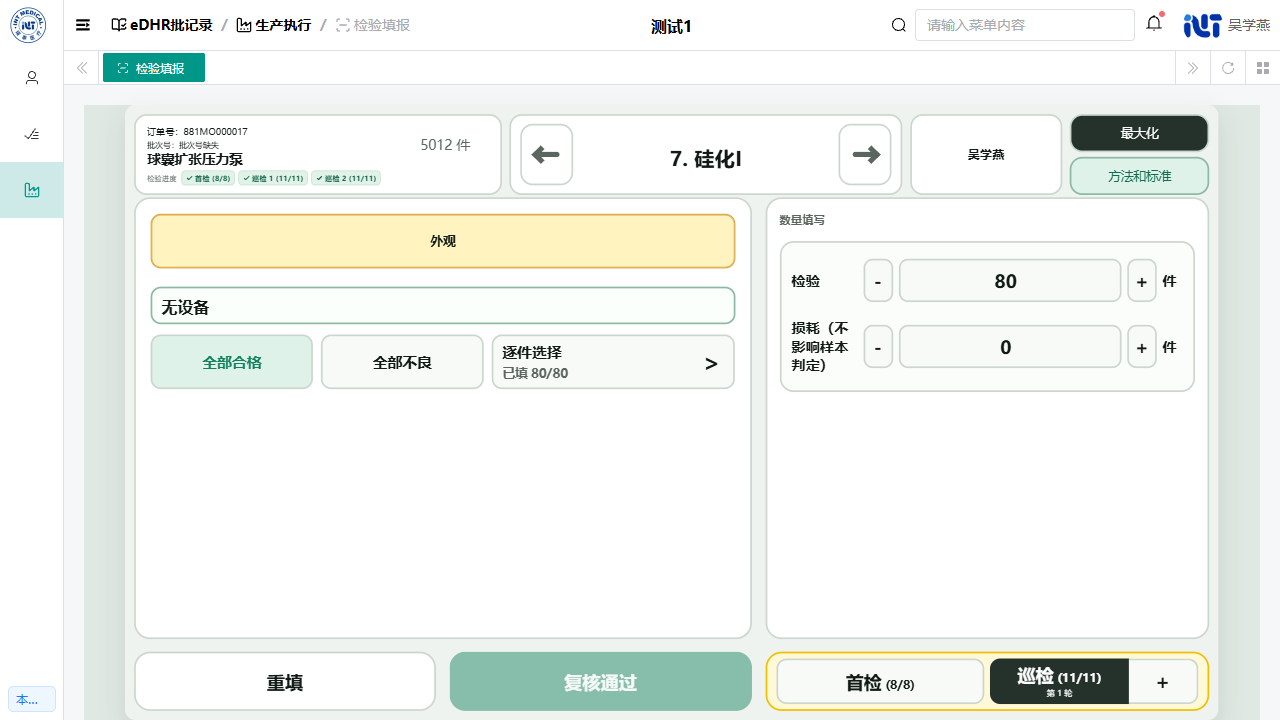 eDHR批记录 / 生产执行 / 检验填报
测试1
请输入菜单内容
吴学燕
检验填报
订单号：881MO000017
批次号：批次号缺失
球囊扩张压力泵
5012 件
检验进度 首检 (8/8) 巡检 1 (11/11) 巡检 2 (11/11)
7. 硅化Ⅰ
吴学燕
最大化
方法和标准
外观
无设备
全部合格
全部不良
逐件选择
已填 80/80
>
数量填写
检验 - 80 + 件
损耗（不影响样本判定） - 0 + 件
重填
复核通过
首检 (8/8)
巡检 (11/11)
第 1 轮
+
本...